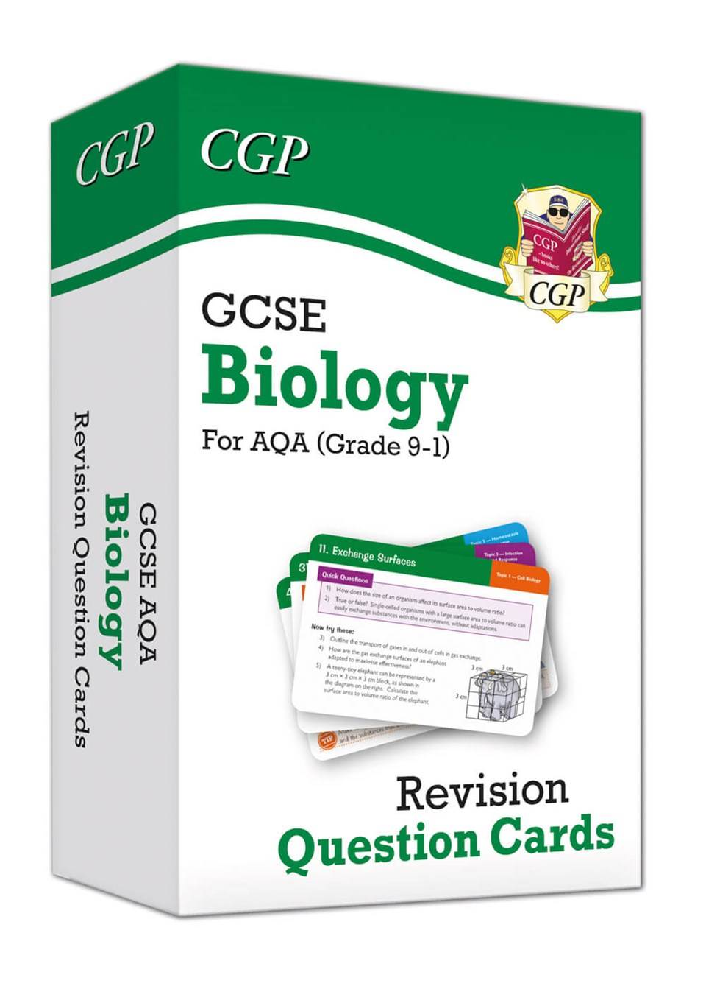 CGP
CGP
S&R
CGP
- books
like no others!
CGP
GCSE
Biology
For AQA (Grade 9-1)
GCSE AQA
Biology
Revision Question Cards
Topic 5 — Homeostasis
Topic 3 — Infection
and Response
Topic 1 — Cell Biology
11. Exchange Surfaces
Quick Questions
1) How does the size of an organism affect its surface area to volume ratio?
2) True or false? Single-celled organisms with a large surface area to volume ratio can
easily exchange substances with the environment, without adaptations.
Now try these:
3) Outline the transport of gases in and out of cells in gas exchange.
4) How are the gas exchange surfaces of an elephant
adapted to maximise effectiveness?
5) A teeny-tiny elephant can be represented by a
3 cm × 3 cm × 3 cm block, as shown in
the diagram on the right. Calculate the
surface area to volume ratio of the elephant.
3 cm
3 cm
3 cm
TIP
and the substances
Revision
Question Cards